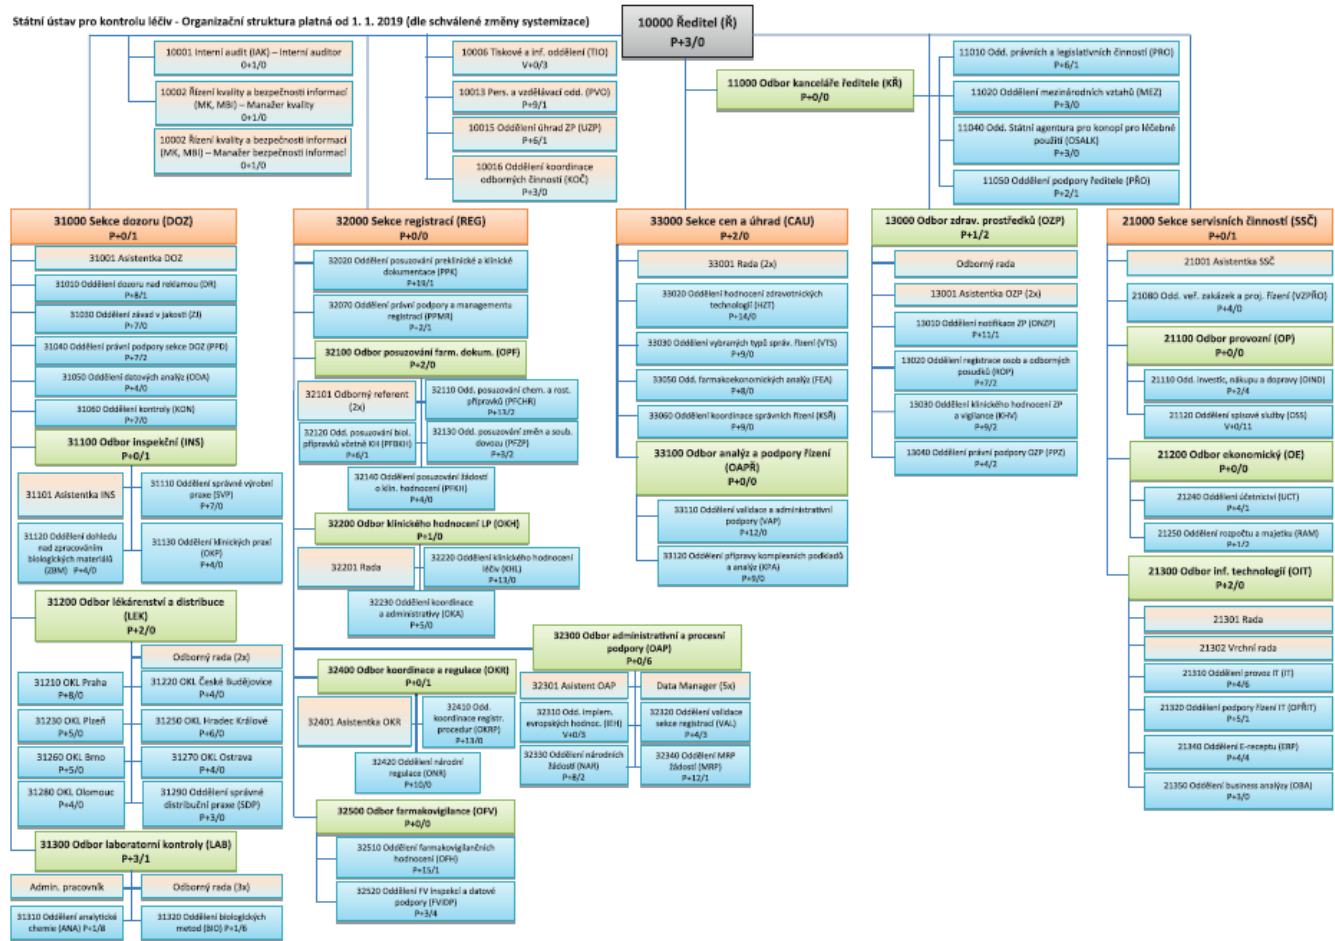 Státní ústav pro kontrolu léčiv - Organizační struktura platná od 1. 1. 2019 (dle schválené změny systemizace)
10000 Ředitel (Ř)
P+3/0
10001 Interní audit (IAK) – Interní auditor
0+1/0
10002 Řízení kvality a bezpečnosti informací
(MK, MBI) – Manažer kvality
0+1/0
10002 Řízení kvality a bezpečnosti informací
(MK, MBI) – Manažer bezpečnosti informací
0+1/0
10006 Tiskové a inf. oddělení (TIO)
V+0/3
10013 Pers. a vzdělávací odd. (PVO)
P+9/1
10015 Oddělení úhrad ZP (UZP)
P+6/1
10016 Oddělení koordinace
odborných činností (KOČ)
P+3/0
11000 Odbor kanceláře ředitele (KŘ)
P+0/0
11010 Odd. právních a legislativních činností (PRO)
P+6/1
11020 Oddělení mezinárodních vztahů (MEZ)
P+3/0
11040 Odd. Státní agentura pro konopí pro léčebné
použití (OSALK)
P+3/0
11050 Oddělení podpory ředitele (PŘO)
P+2/1
31000 Sekce dozoru (DOZ)
P+0/1
31001 Asistentka DOZ
31010 Oddělení dozoru nad reklamou (DR)
P+8/1
31030 Oddělení závad v jakosti (ZJ)
P+7/0
31040 Oddělení právní podpory sekce DOZ (PPD)
P+7/2
31050 Oddělení datových analýz (ODA)
P+4/0
31060 Oddělení kontroly (KON)
P+7/0
31100 Odbor inspekční (INS)
P+0/1
31101 Asistentka INS
31110 Oddělení správné výrobní
praxe (SVP)
P+7/0
31120 Oddělení dohledu
nad zpracováním
biologických materiálů
(ZBM) P+4/0
31130 Oddělení klinických praxí
(OKP)
P+4/0
31200 Odbor lékárenství a distribuce
(LEK)
P+2/0
Odborný rada (2x)
31210 OKL Praha
P+8/0
31220 OKL České Budějovice
P+4/0
31230 OKL Plzeň
P+5/0
31250 OKL Hradec Králové
P+6/0
31260 OKL Brno
P+5/0
31270 OKL Ostrava
P+4/0
31280 OKL Olomouc
P+4/0
31290 Oddělení správné
distribuční praxe (SDP)
P+3/0
31300 Odbor laboratorní kontroly (LAB)
P+3/1
Admin. pracovník
Odborný rada (3x)
31310 Oddělení analytické
chemie (ANA) P+1/8
31320 Oddělení biologických
metod (BIO) P+1/6
32000 Sekce registrací (REG)
P+0/0
32020 Oddělení posuzování preklinické a klinické
dokumentace (PPK)
P+19/1
32070 Oddělení právní podpory a managementu
registrací (PPMR)
P+2/1
32100 Odbor posuzování farm. dokum. (OPF)
P+2/0
32101 Odborný referent
(2x)
32110 Odd. posuzování chem. a rost.
přípravků (PFCHR)
P+13/2
32120 Odd. posuzování biol.
přípravků včetně KH (PFBKH)
P+6/1
32130 Odd. posuzování změn a soub.
dovozu (PFZP)
P+3/2
32140 Oddělení posuzování žádostí
o klin. hodnocení (PFKH)
P+4/0
32200 Odbor klinického hodnocení LP (OKH)
P+1/0
32201 Rada
32220 Oddělení klinického hodnocení
léčiv (KHL)
P+13/0
32230 Oddělení koordinace
a administrativy (OKA)
P+5/0
32300 Odbor administrativní a procesní
podpory (OAP)
P+0/6
32301 Asistent OAP
Data Manager (5x)
32310 Odd. implem.
evropských hodnoc. (IEH)
V+0/3
32320 Oddělení validace
sekce registrací (VAL)
P+4/3
32330 Oddělení národních
žádostí (NAR)
P+8/2
32340 Oddělení MRP
žádostí (MRP)
P+12/1
32400 Odbor koordinace a regulace (OKR)
P+0/1
32401 Asistentka OKR
32410 Odd.
koordinace registr.
procedur (OKRP)
P+13/0
32420 Oddělení národní
regulace (ONR)
P+10/0
32500 Odbor farmakovigilance (OFV)
P+0/0
32510 Oddělení farmakovigilančních
hodnocení (OFH)
P+15/1
32520 Oddělení FV inspekcí a datové
podpory (FVIDP)
P+3/4
33000 Sekce cen a úhrad (CAU)
P+2/0
33001 Rada (2x)
33020 Oddělení hodnocení zdravotnických
technologií (HZT)
P+14/0
33030 Oddělení vybraných typů správ. řízení (VTS)
P+9/0
33050 Odd. farmakoekonomických analýz (FEA)
P+8/0
33060 Oddělení koordinace správních řízení (KSŘ)
P+9/0
33100 Odbor analýz a podpory řízení
(OAPŘ)
P+0/0
33110 Oddělení validace a administrativní
podpory (VAP)
P+12/0
33120 Oddělení přípravy komplexních podkladů
a analýz (KPA)
P+9/0
13000 Odbor zdrav. prostředků (OZP)
P+1/2
Odborný rada
13001 Asistentka OZP (2x)
13010 Oddělení notifikace ZP (ONZP)
P+11/1
13020 Oddělení registrace osob a odborných
posudků (ROP)
P+7/2
13030 Oddělení klinického hodnocení ZP
a vigilance (KHV)
P+9/2
13040 Oddělení právní podpory OZP (PPZ)
P+4/2
21000 Sekce servisních činností (SSČ)
P+0/1
21001 Asistentka SSČ
21080 Odd. veř. zakázek a proj. řízení (VZPŘO)
P+4/0
21100 Odbor provozní (OP)
P+0/0
21110 Odd. investic, nákupu a dopravy (OIND)
P+2/4
21120 Oddělení spisové služby (OSS)
V+0/11
21200 Odbor ekonomický (OE)
P+0/0
21240 Oddělení účetnictví (UCT)
P+4/1
21250 Oddělení rozpočtu a majetku (RAM)
P+1/2
21300 Odbor inf. technologií (OIT)
P+2/0
21301 Rada
21302 Vrchní rada
21310 Oddělení provoz IT (IT)
P+4/6
21320 Oddělení podpory řízení IT (OPŘIT)
P+5/1
21340 Oddělení E-receptu (ERP)
P+4/4
21350 Oddělení business analýzy (OBA)
P+3/0